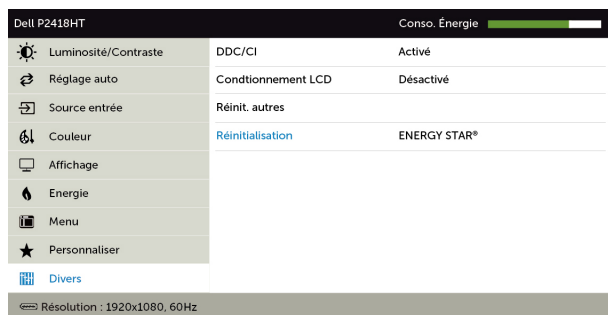 Dell P2418HT Conso. Énergie
Luminosité/Contraste DDC/CI Activé
Réglage auto Condtionnement LCD Désactivé
Source entrée Réinit. autres
Couleur Réinitialisation ENERGY STAR®
Affichage
Energie
Menu
Personnaliser
Divers
Résolution : 1920x1080, 60Hz